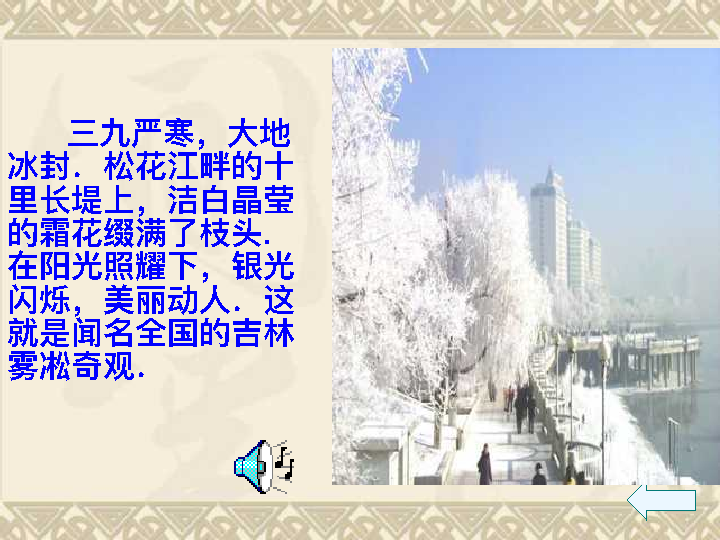 三九严寒，大地
冰封．松花江畔的十
里长堤上，洁白晶莹
的霜花缀满了枝头．
在阳光照耀下，银光
闪烁，美丽动人．这
就是闻名全国的吉林
雾凇奇观．